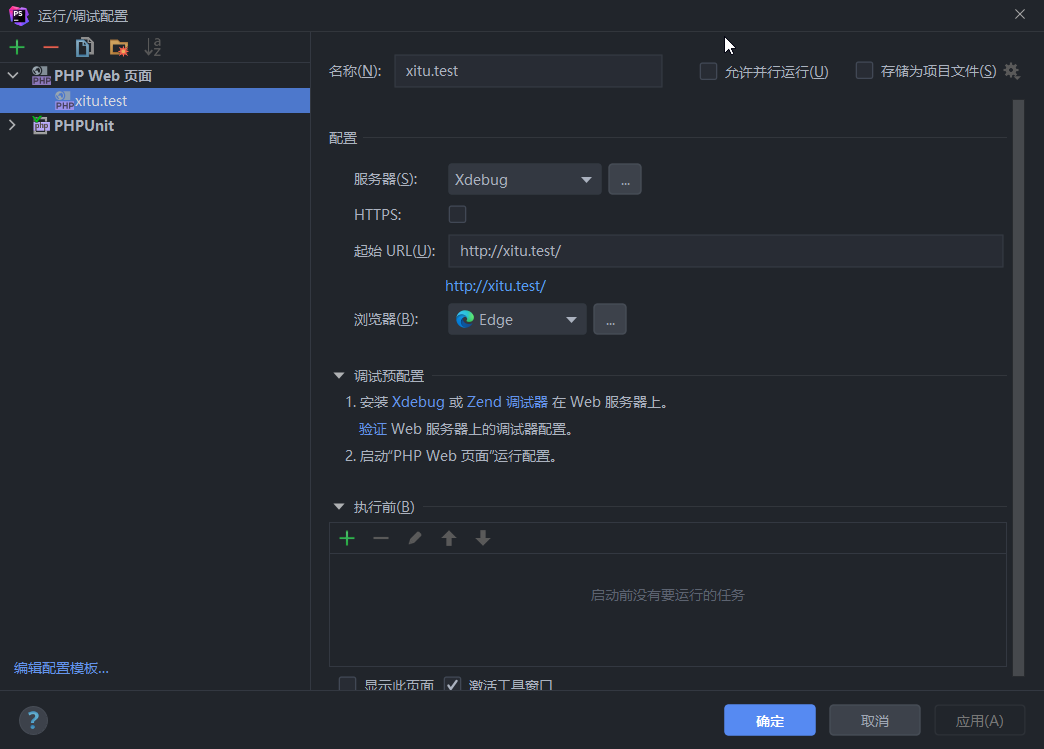 运行/调试配置
PHP Web 页面
xitu.test
PHPUnit
编辑配置模板...
名称(N):
xitu.test
允许并行运行(U)
存储为项目文件(S)
配置
服务器(S):
Xdebug
...
HTTPS:
起始 URL(U):
http://xitu.test/
http://xitu.test/
浏览器(B):
Edge
...
调试预配置
1. 安装 Xdebug 或 Zend 调试器 在 Web 服务器上。
验证 Web 服务器上的调试器配置。
2. 启动“PHP Web 页面”运行配置。
执行前(B)
启动前没有要运行的任务
显示此页面
激活工具窗口
?
确定
取消
应用(A)